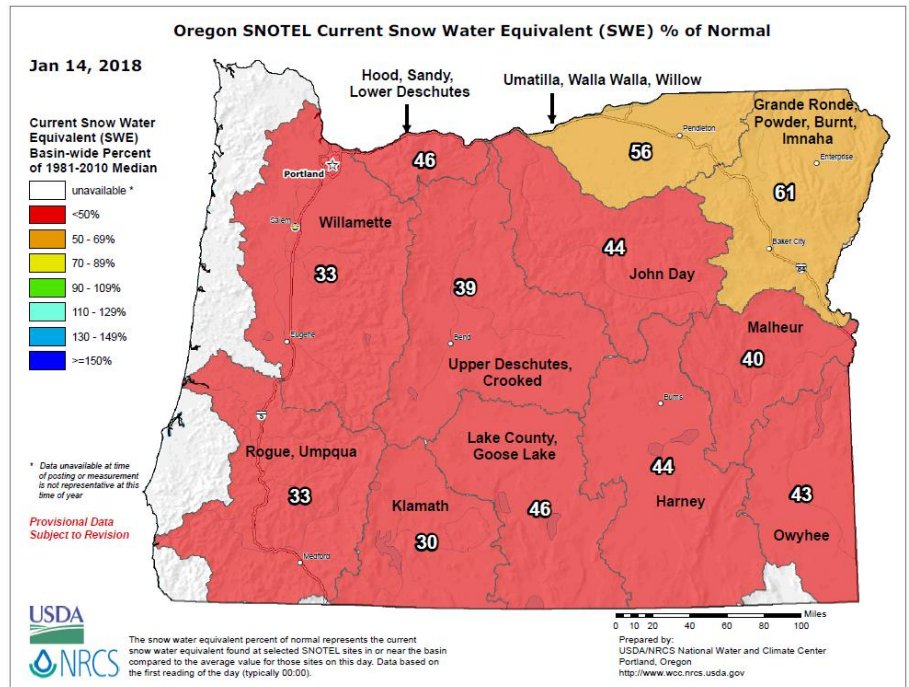 Oregon SNOTEL Current Snow Water Equivalent (SWE) % of Normal
Jan 14, 2018
Current Snow Water
Equivalent (SWE)
Basin-wide Percent
of 1981-2010 Median
unavailable *
<50%
50 - 69%
70 - 89%
90 - 109%
110 - 129%
130 - 149%
>=150%
* Data unavailable at time
of posting or measurement
is not representative at this
time of year
Provisional Data
Subject to Revision
Hood, Sandy,
Lower Deschutes
Umatilla, Walla Walla, Willow
Grande Ronde,
Powder, Burnt,
Imnaha
Pendleton
Enterprise
Portland
46
56
61
Salem
Willamette
33
39
44
John Day
Baker City
84
Eugene
Bend
Upper Deschutes,
Crooked
Malheur
40
Burns
5
Rogue, Umpqua
33
Lake County,
Goose Lake
46
Klamath
30
44
Harney
43
Owyhee
Medford
USDA
NRCS
The snow water equivalent percent of normal represents the current
snow water equivalent found at selected SNOTEL sites in or near the basin
compared to the average value for those sites on this day. Data based on
the first reading of the day (typically 00:00).
Miles
0 10 20 40 60 80 100
Prepared by:
USDA/NRCS National Water and Climate Center
Portland, Oregon
http://www.wcc.nrcs.usda.gov